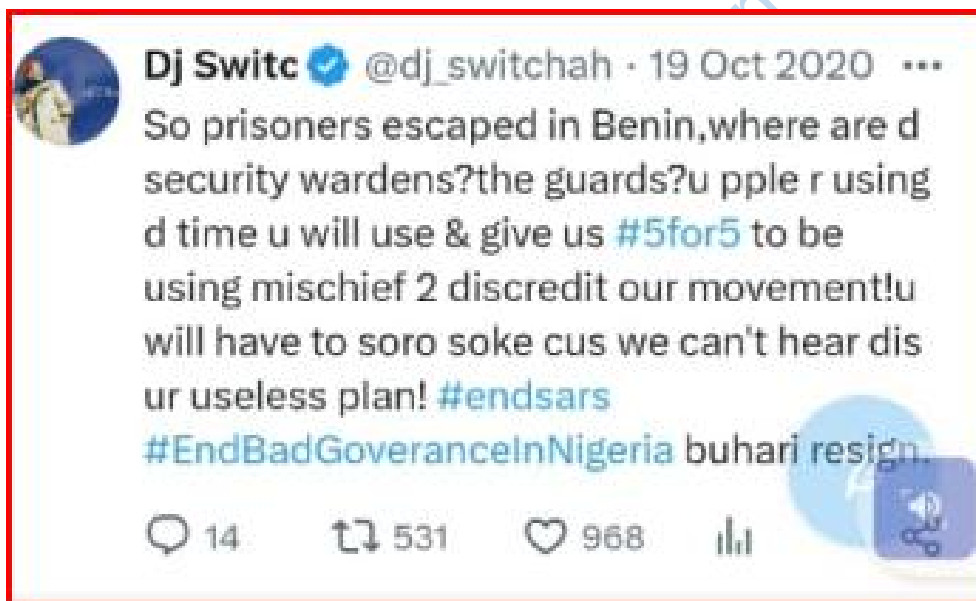 Dj Switc @dj_switchah · 19 Oct 2020 •••
So prisoners escaped in Benin,where are d
security wardens?the guards?u pple r using
d time u will use & give us #5for5 to be
using mischief 2 discredit our movement!u
will have to soro soke cus we can't hear dis
ur useless plan! #endsars
#EndBadGoveranceInNigeria buhari resign.
14 531 968